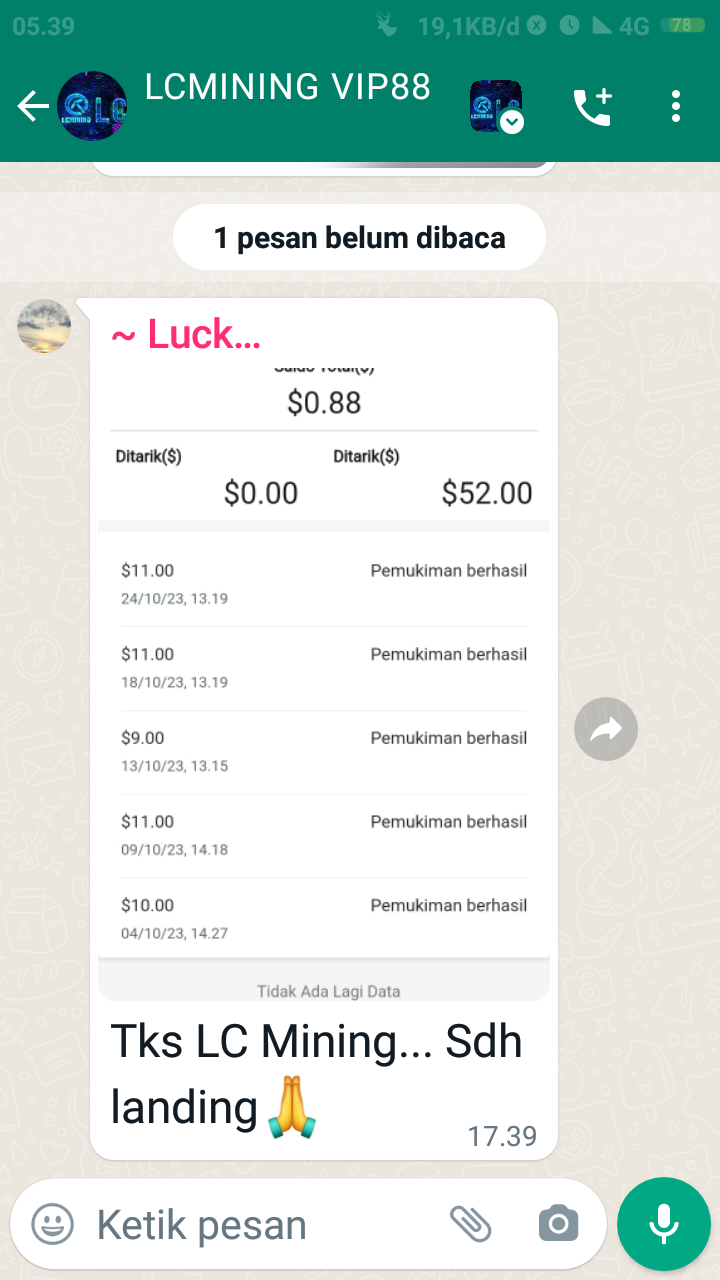 05.39
19,1KB/d
4G
78
LCMINING VIP88
1 pesan belum dibaca
~ Luck...
Saldo Total($)
$0.88
Ditarik($) Ditarik($)
$0.00 $52.00
$11.00 Pemukiman berhasil
24/10/23, 13.19
$11.00 Pemukiman berhasil
18/10/23, 13.19
$9.00 Pemukiman berhasil
13/10/23, 13.15
$11.00 Pemukiman berhasil
09/10/23, 14.18
$10.00 Pemukiman berhasil
04/10/23, 14.27
Tidak Ada Lagi Data
Tks LC Mining... Sdh
landing🙏
17.39
Ketik pesan